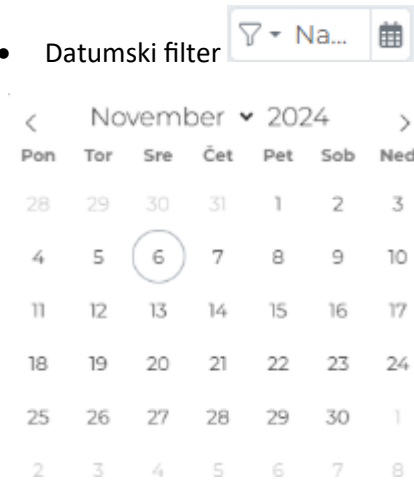 • Datumski filter Na...
November 2024
Pon Tor Sre Čet Pet Sob Ned
28 29 30 31 1 2 3
4 5 6 7 8 9 10
11 12 13 14 15 16 17
18 19 20 21 22 23 24
25 26 27 28 29 30 1
2 3 4 5 6 7 8